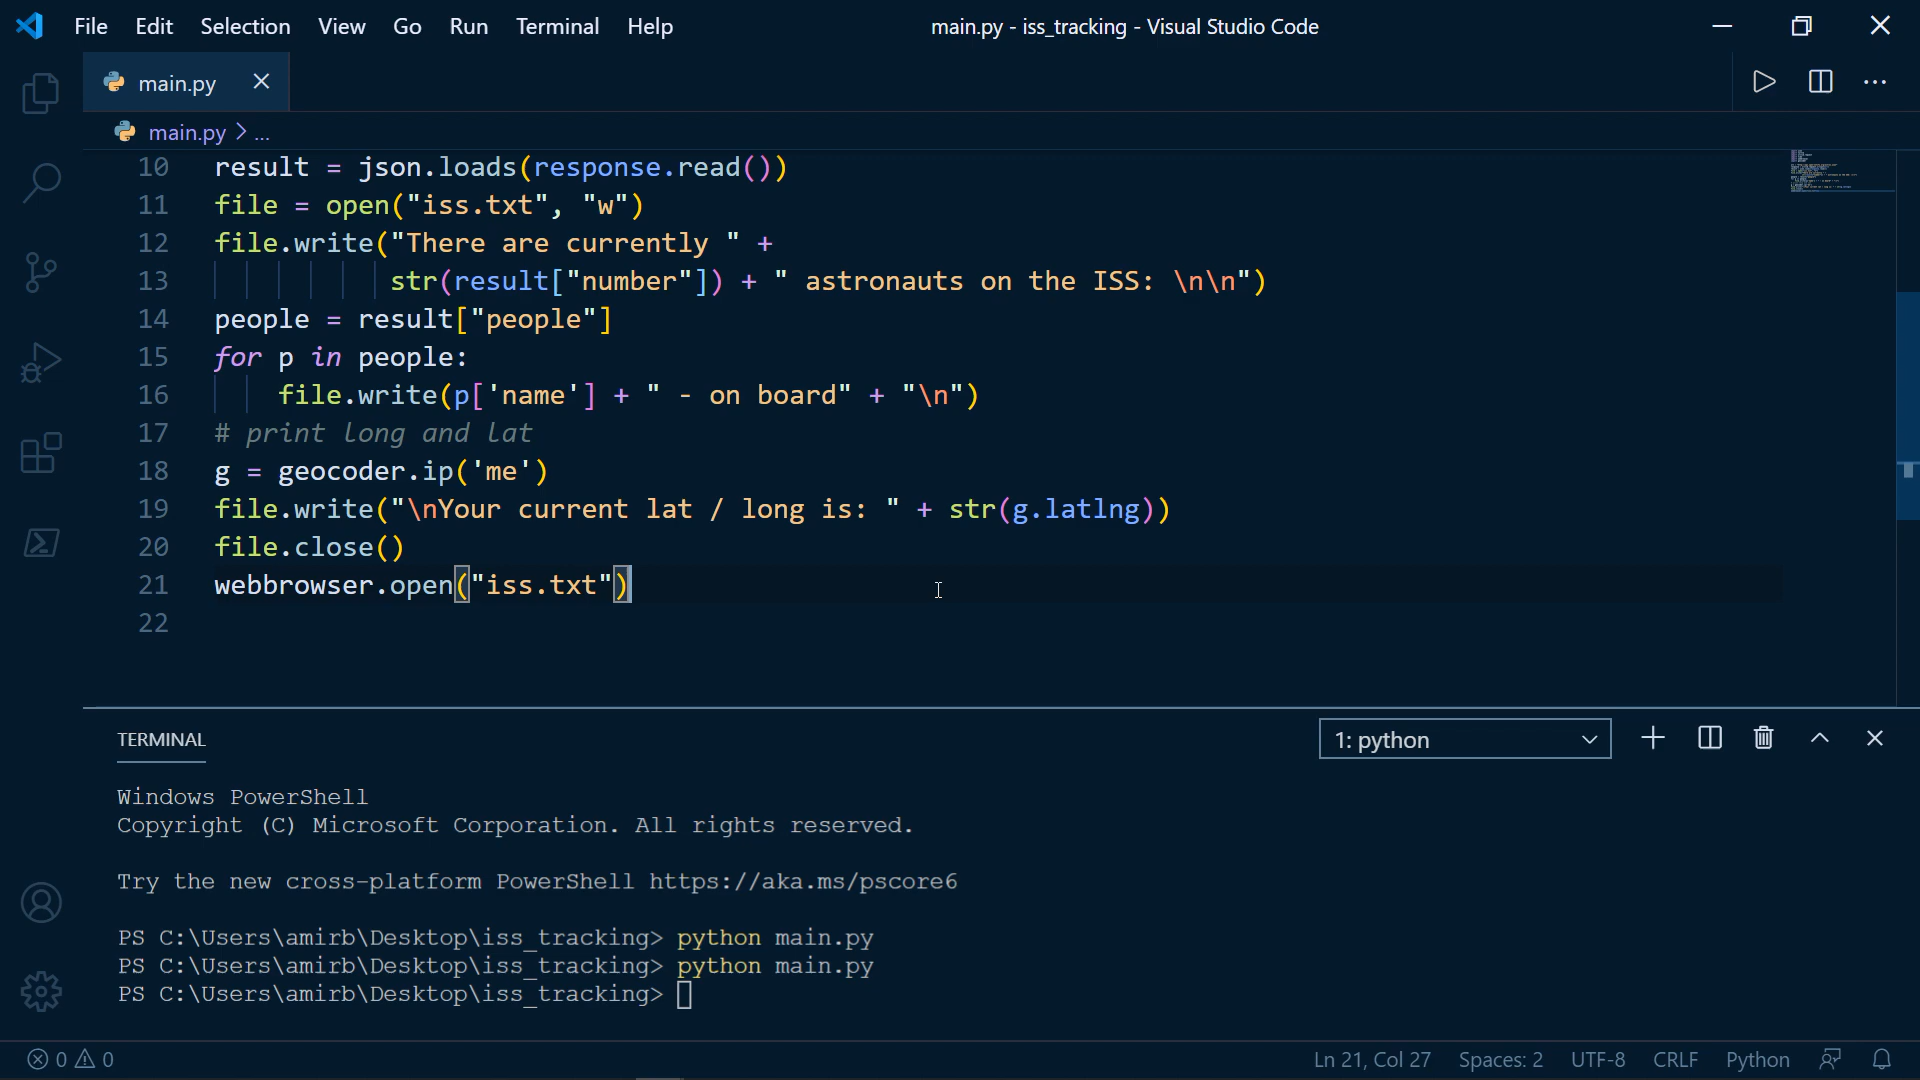 File Edit Selection View Go Run Terminal Help main.py - iss_tracking - Visual Studio Code
main.py
main.py > ...
10 result = json.loads(response.read())
11 file = open("iss.txt", "w")
12 file.write("There are currently " +
13 str(result["number"]) + " astronauts on the ISS: \n\n")
14 people = result["people"]
15 for p in people:
16 file.write(p['name'] + " - on board" + "\n")
17 # print long and lat
18 g = geocoder.ip('me')
19 file.write("\nYour current lat / long is: " + str(g.latlng))
20 file.close()
21 webbrowser.open("iss.txt")
22
TERMINAL 1: python
Windows PowerShell
Copyright (C) Microsoft Corporation. All rights reserved.
Try the new cross-platform PowerShell https://aka.ms/pscore6
PS C:\Users\amirb\Desktop\iss_tracking> python main.py
PS C:\Users\amirb\Desktop\iss_tracking> python main.py
PS C:\Users\amirb\Desktop\iss_tracking>
0 0 Ln 21, Col 27 Spaces: 2 UTF-8 CRLF Python